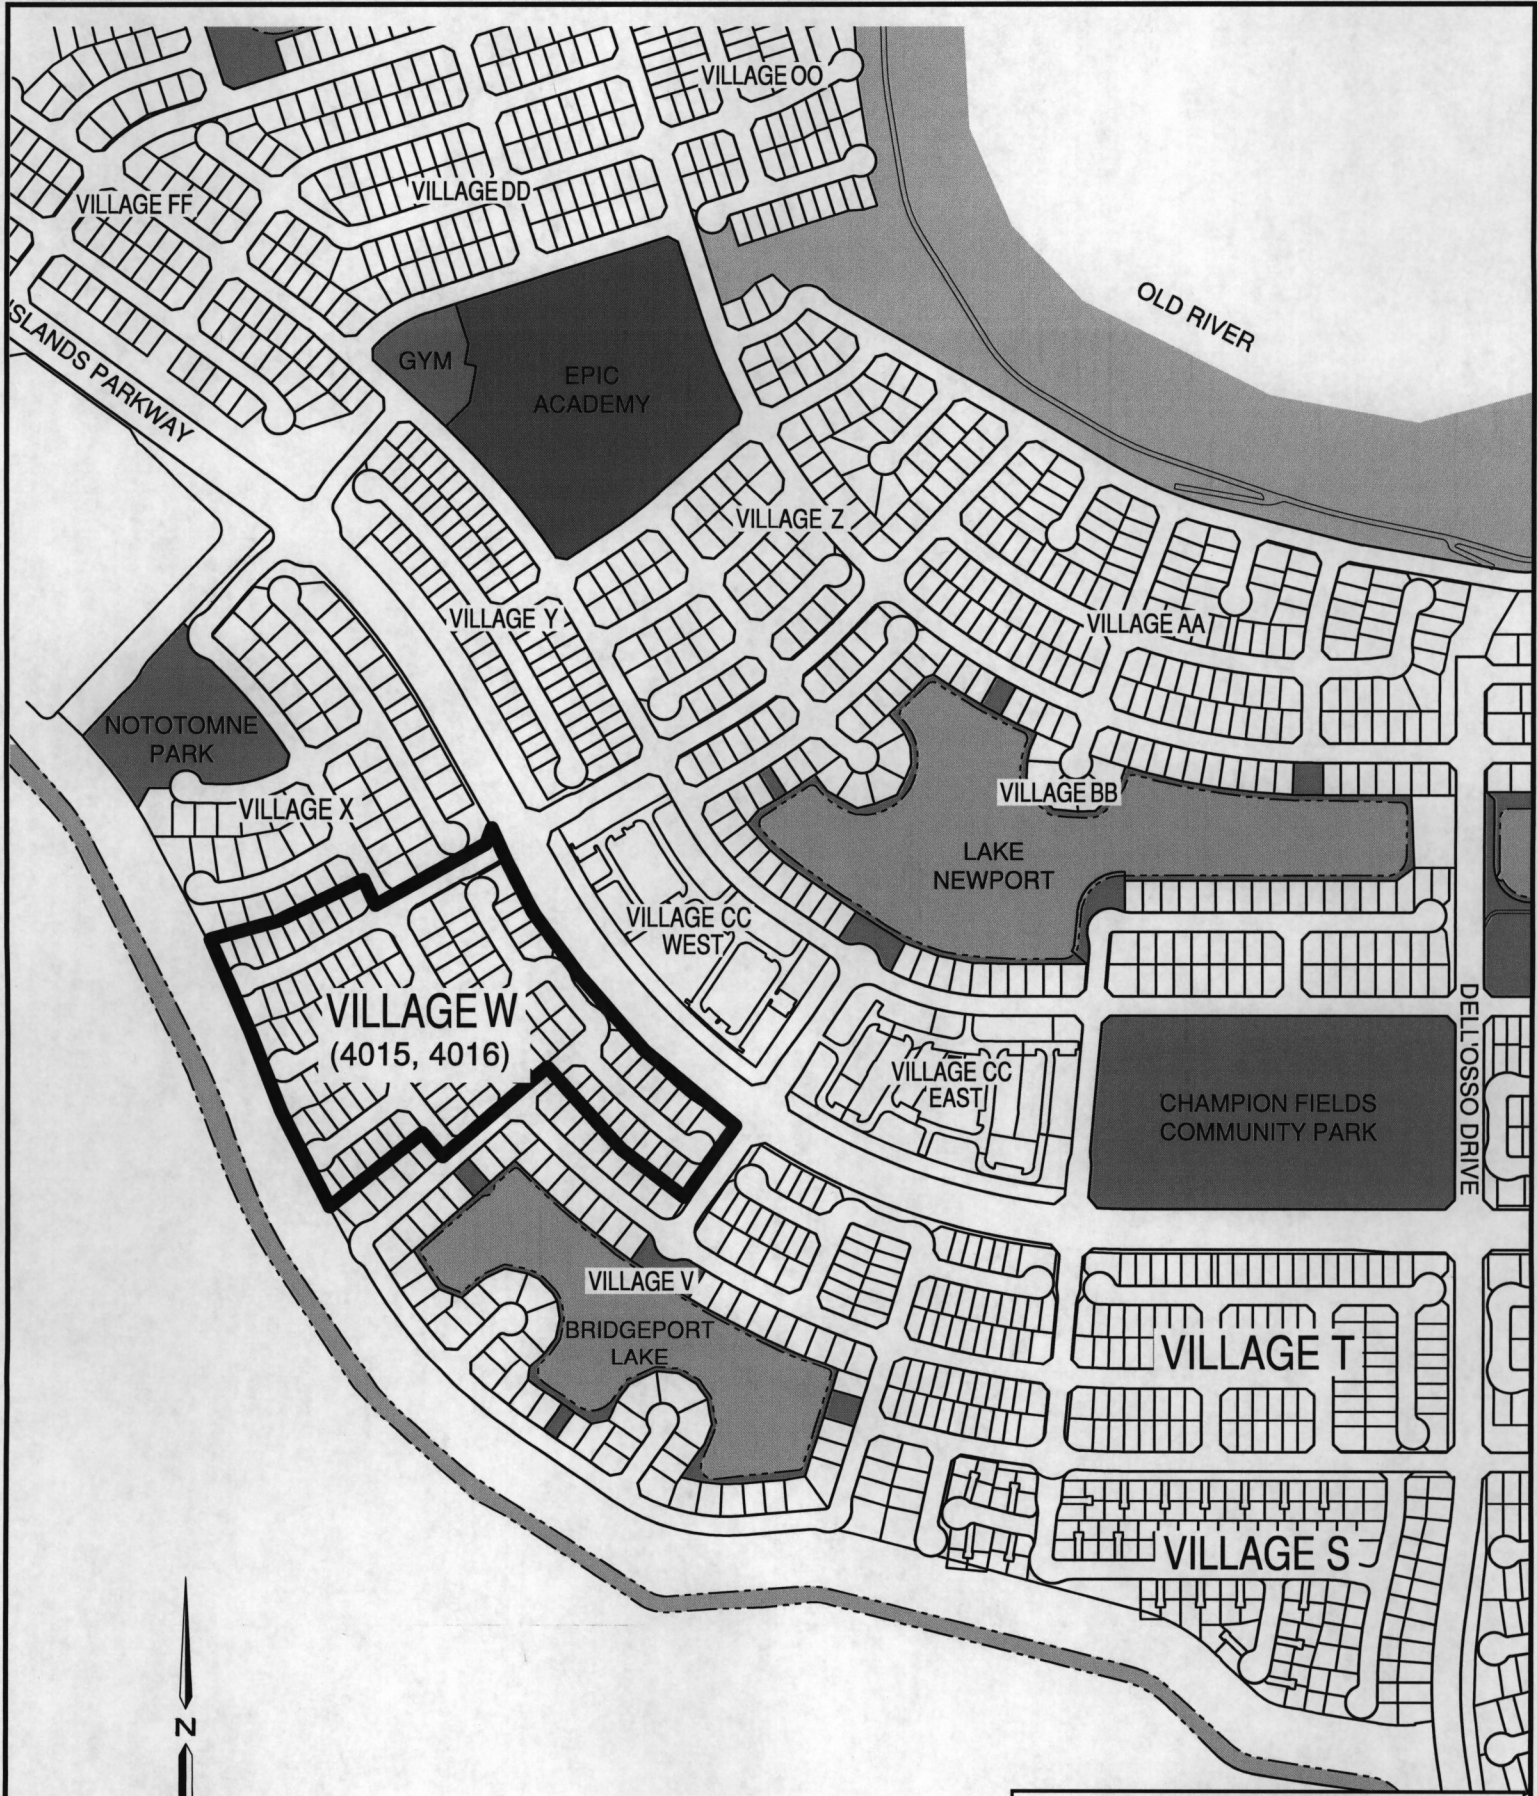 VILLAGE OO
VILLAGE DD
VILLAGE FF
OLD RIVER
ISLANDS PARKWAY
GYM
EPIC
ACADEMY
VILLAGE Z
VILLAGE Y
VILLAGE AA
NOTOTOMNE
PARK
VILLAGE X
VILLAGE BB
LAKE
NEWPORT
VILLAGE CC
WEST
VILLAGE W
(4015, 4016)
VILLAGE CC
EAST
CHAMPION FIELDS
COMMUNITY PARK
DELL'OSSO DRIVE
VILLAGE V
BRIDGEPORT
LAKE
VILLAGE T
VILLAGE S
N